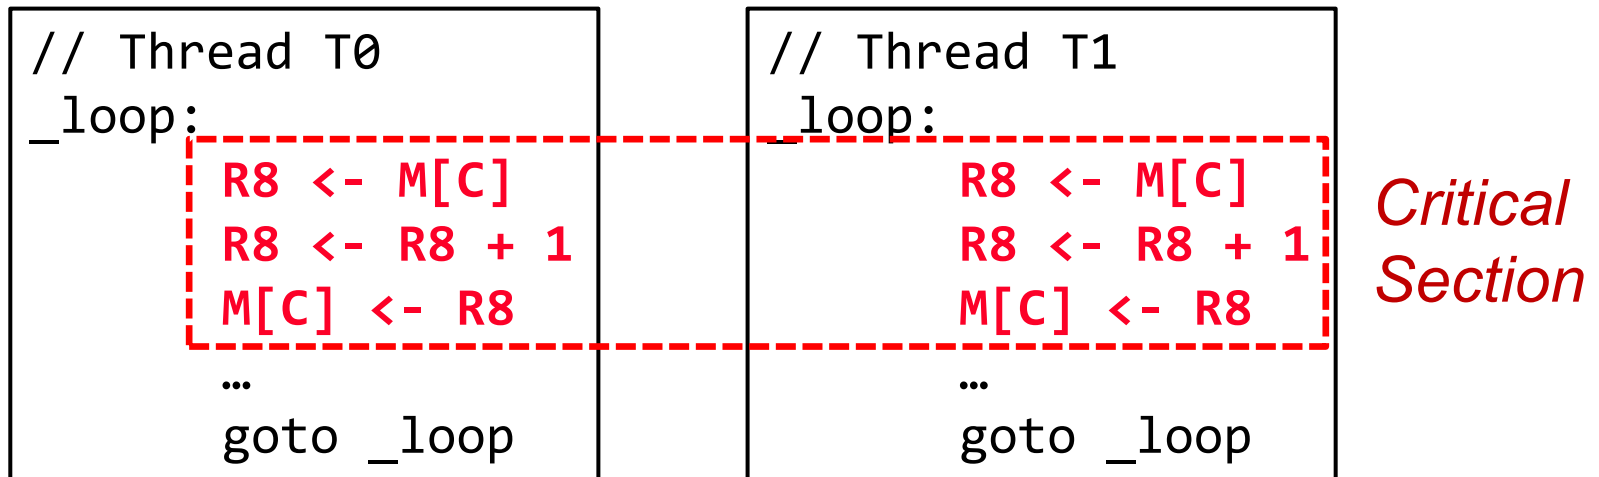 // Thread T0
_loop:
R8 <- M[C]
R8 <- R8 + 1
M[C] <- R8
…
goto _loop
// Thread T1
_loop:
R8 <- M[C]
R8 <- R8 + 1
M[C] <- R8
…
goto _loop
Critical
Section